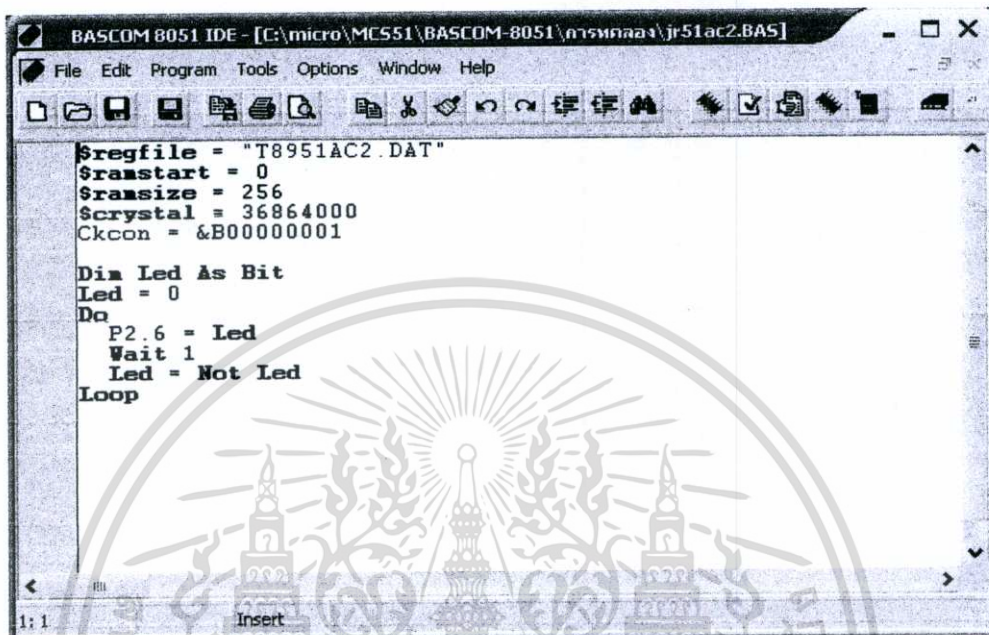 BASCOM 8051 IDE - [C:\micro\MCS51\BASCOM-8051\การทดลอง\jr51ac2.BAS]
File Edit Program Tools Options Window Help
$regfile = "T8951AC2.DAT"
$ramstart = 0
$ramsize = 256
$crystal = 36864000
Ckcon = &B00000001
Dim Led As Bit
Led = 0
Do
P2.6 = Led
Wait 1
Led = Not Led
Loop
1: 1 Insert